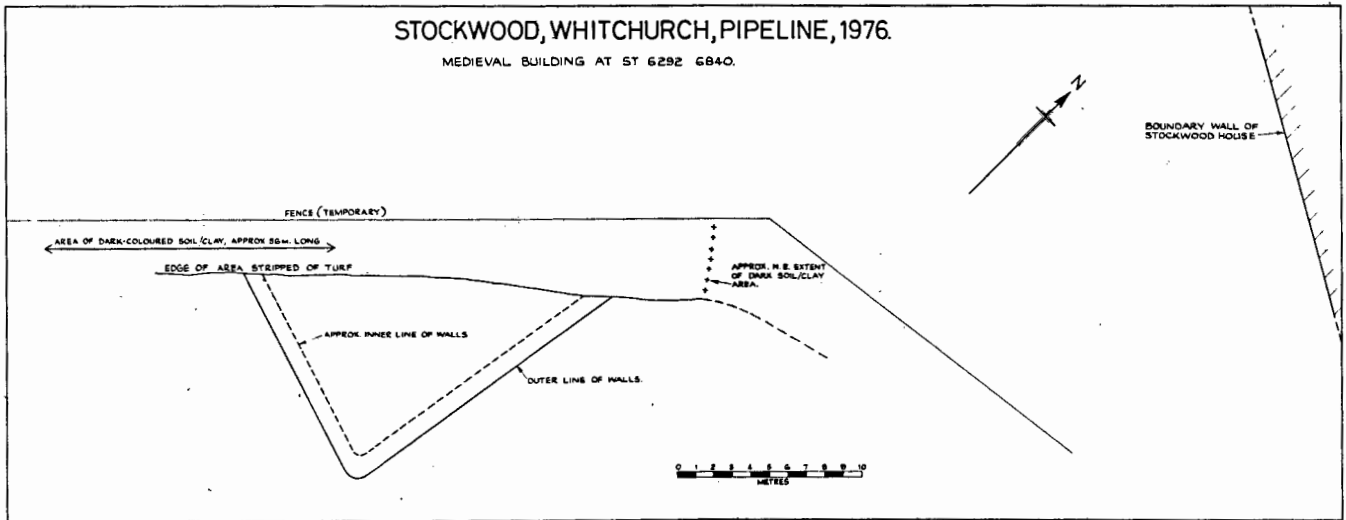 STOCKWOOD, WHITCHURCH, PIPELINE, 1976.
MEDIEVAL BUILDING AT ST 6292 6840.
N
BOUNDARY WALL OF
STOCKWOOD HOUSE
FENCE (TEMPORARY)
AREA OF DARK-COLOURED SOIL/CLAY, APPROX 56M. LONG
EDGE OF AREA STRIPPED OF TURF
APPROX. N.E. EXTENT
OF DARK SOIL/CLAY
AREA.
APPROX. INNER LINE OF WALLS
OUTER LINE OF WALLS.
0 1 2 3 4 5 6 7 8 9 10
METRES